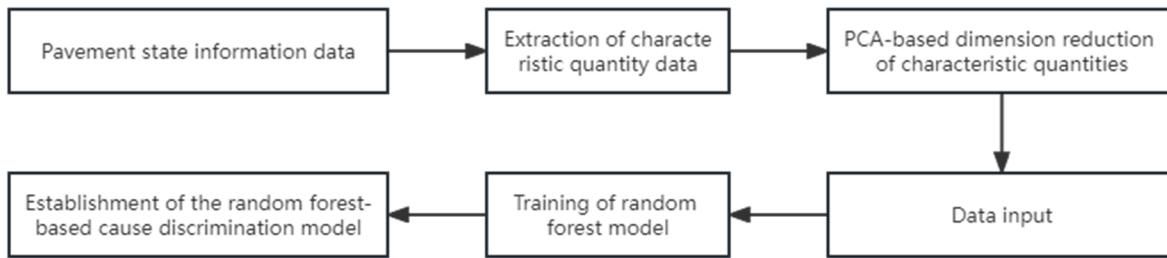 Pavement state information data
Extraction of characte
ristic quantity data
PCA-based dimension reduction
of characteristic quantities
Establishment of the random forest-
based cause discrimination model
Training of random
forest model
Data input